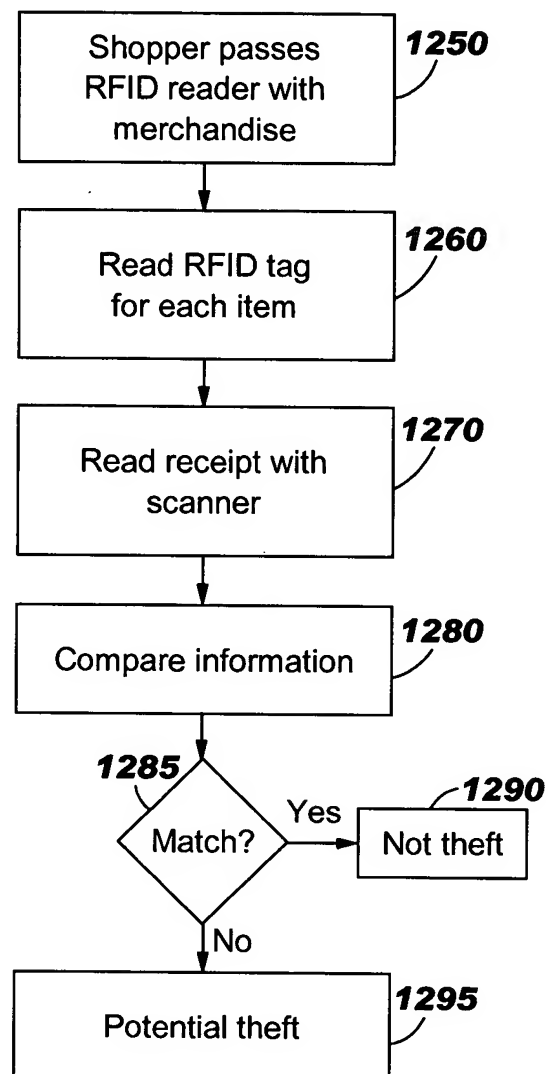 Shopper passes
RFID reader with
merchandise
1250
Read RFID tag
for each item
1260
Read receipt with
scanner
1270
Compare information
1280
1285
Match?
Yes
1290
Not theft
No
Potential theft
1295